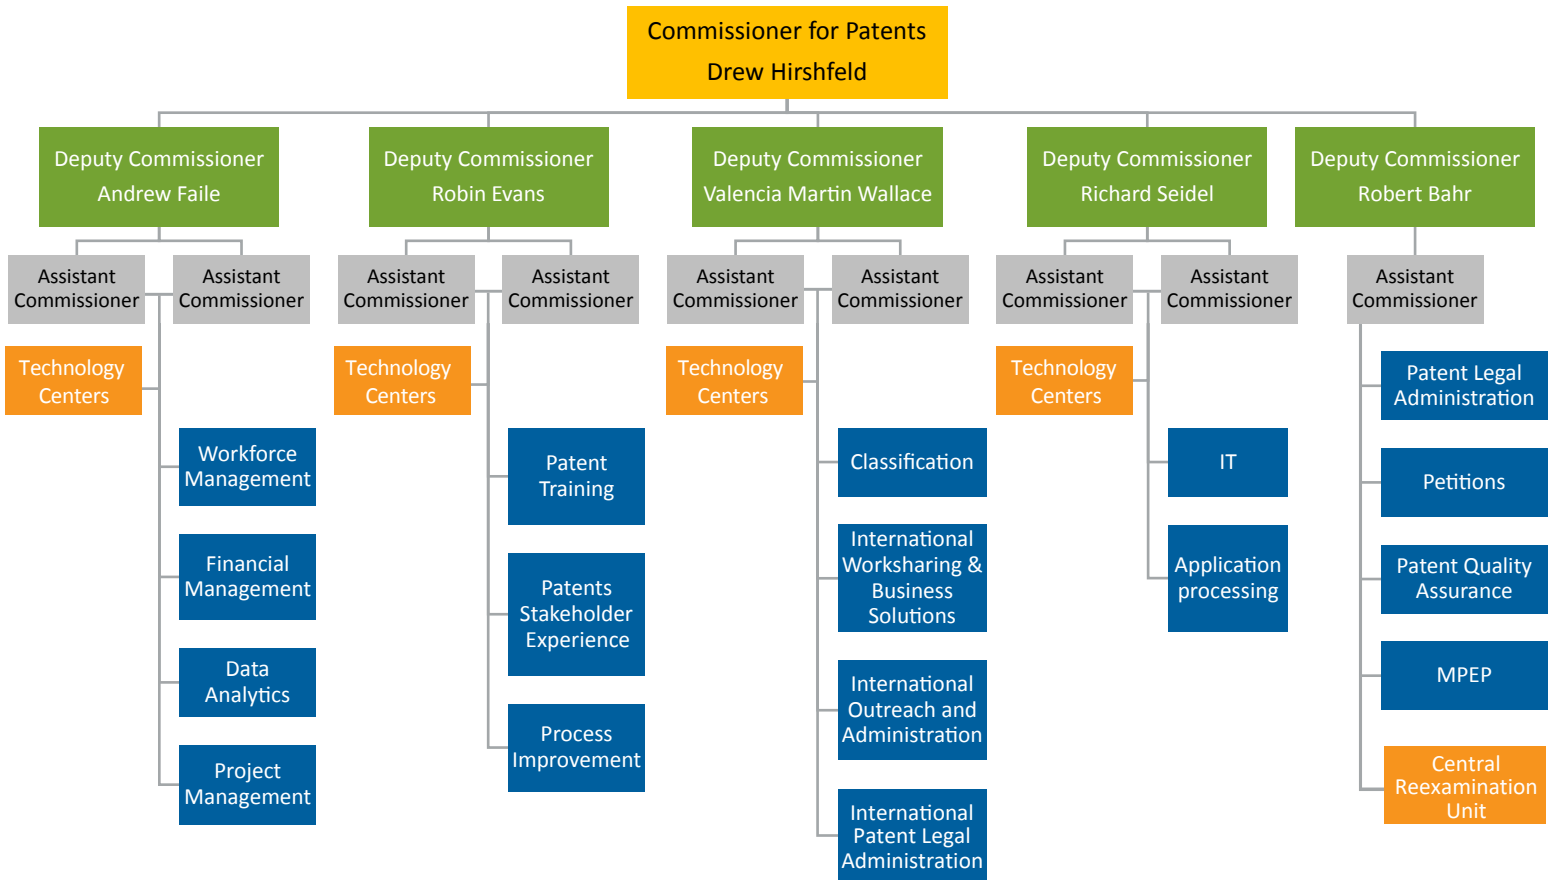 Commissioner for Patents
Drew Hirshfeld
Deputy Commissioner
Andrew Faile
Deputy Commissioner
Robin Evans
Deputy Commissioner
Valencia Martin Wallace
Deputy Commissioner
Richard Seidel
Deputy Commissioner
Robert Bahr
Assistant
Commissioner
Assistant
Commissioner
Assistant
Commissioner
Assistant
Commissioner
Assistant
Commissioner
Assistant
Commissioner
Assistant
Commissioner
Assistant
Commissioner
Assistant
Commissioner
Technology
Centers
Workforce
Management
Financial
Management
Data
Analytics
Project
Management
Technology
Centers
Patent
Training
Patents
Stakeholder
Experience
Process
Improvement
Technology
Centers
Classification
International
Worksharing &
Business
Solutions
International
Outreach and
Administration
International
Patent Legal
Administration
Technology
Centers
IT
Application
processing
Patent Legal
Administration
Petitions
Patent Quality
Assurance
MPEP
Central
Reexamination
Unit